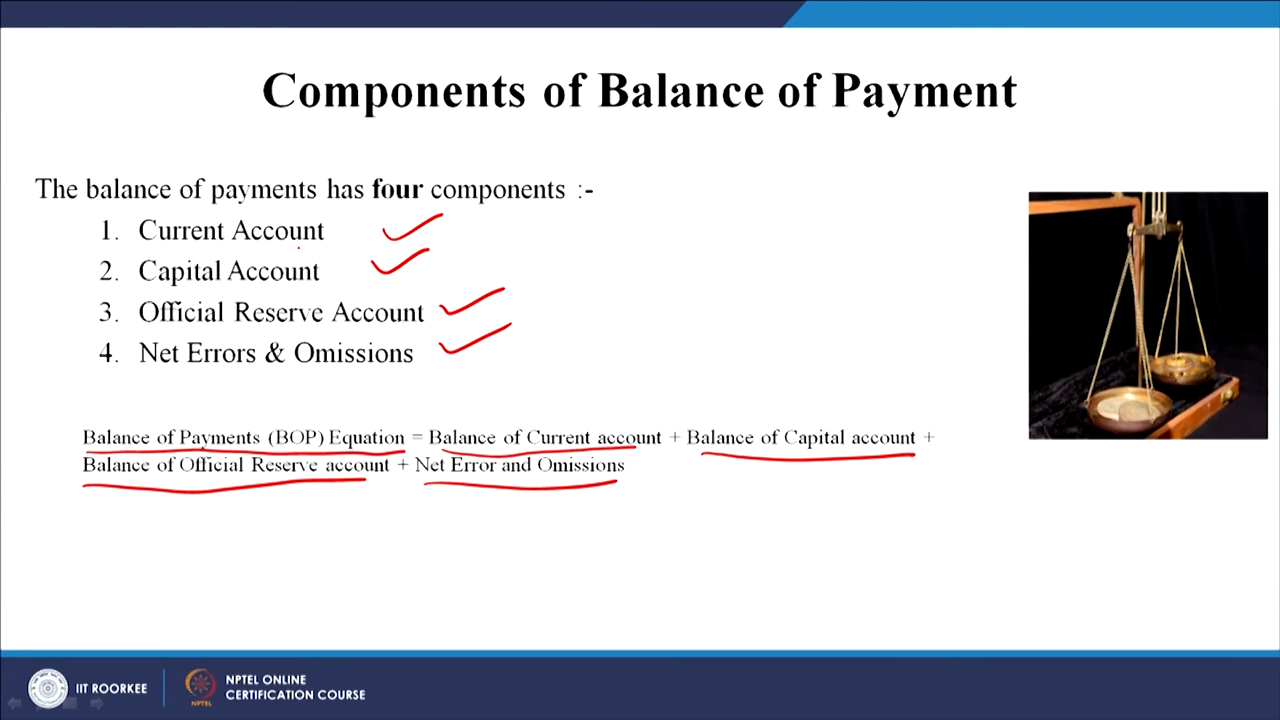 Components of Balance of Payment
The balance of payments has four components :-
1. Current Account
2. Capital Account
3. Official Reserve Account
4. Net Errors & Omissions
Balance of Payments (BOP) Equation = Balance of Current account + Balance of Capital account +
Balance of Official Reserve account + Net Error and Omissions
IIT ROORKEE
NPTEL
NPTEL ONLINE
CERTIFICATION COURSE